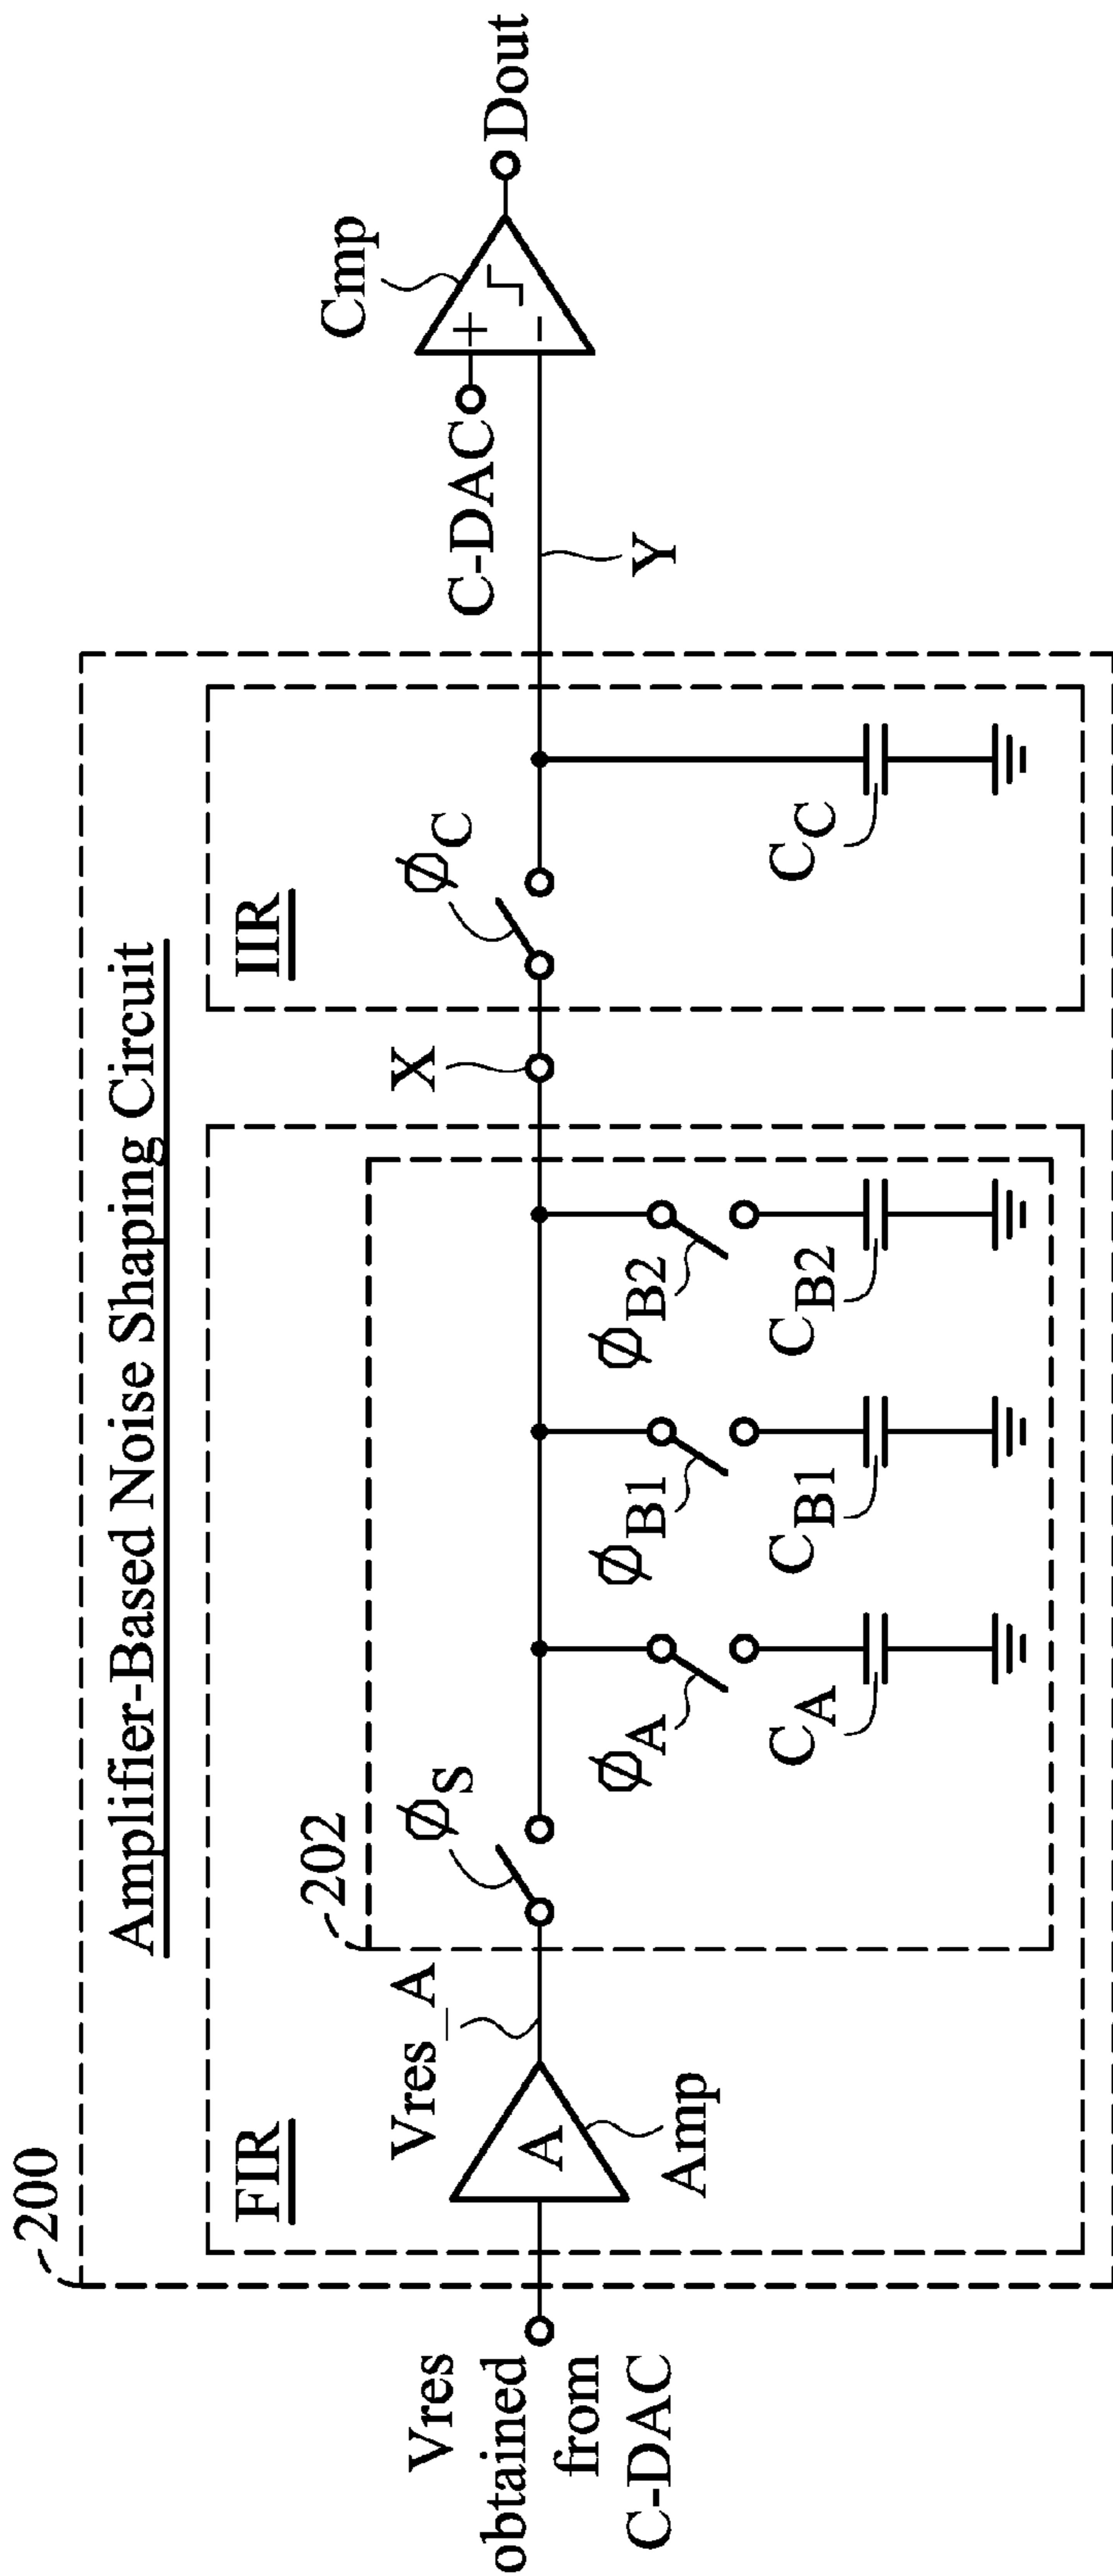 200
Amplifier-Based Noise Shaping Circuit
FIR
IIR
202
Vres
obtained
from
C-DAC
A
Amp
Vres_A
ØS
ØA
CA
ØB1
CB1
ØB2
CB2
X
ØC
CC
Y
C-DAC
+
-
Cmp
Dout